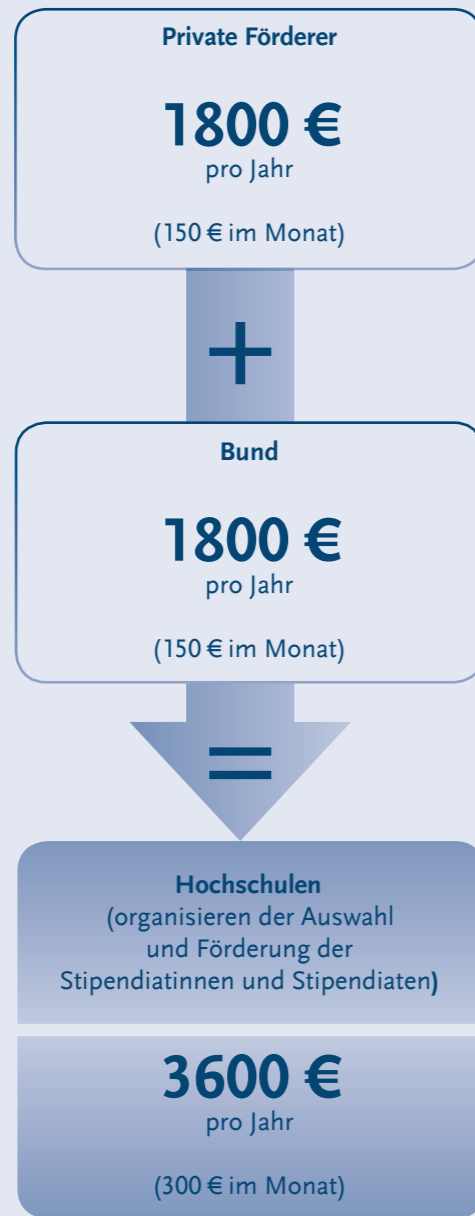 Private Förderer
1800 €
pro Jahr
(150 € im Monat)
+
Bund
1800 €
pro Jahr
(150 € im Monat)
=
Hochschulen
(organisieren der Auswahl
und Förderung der
Stipendiatinnen und Stipendiaten)
3600 €
pro Jahr
(300 € im Monat)